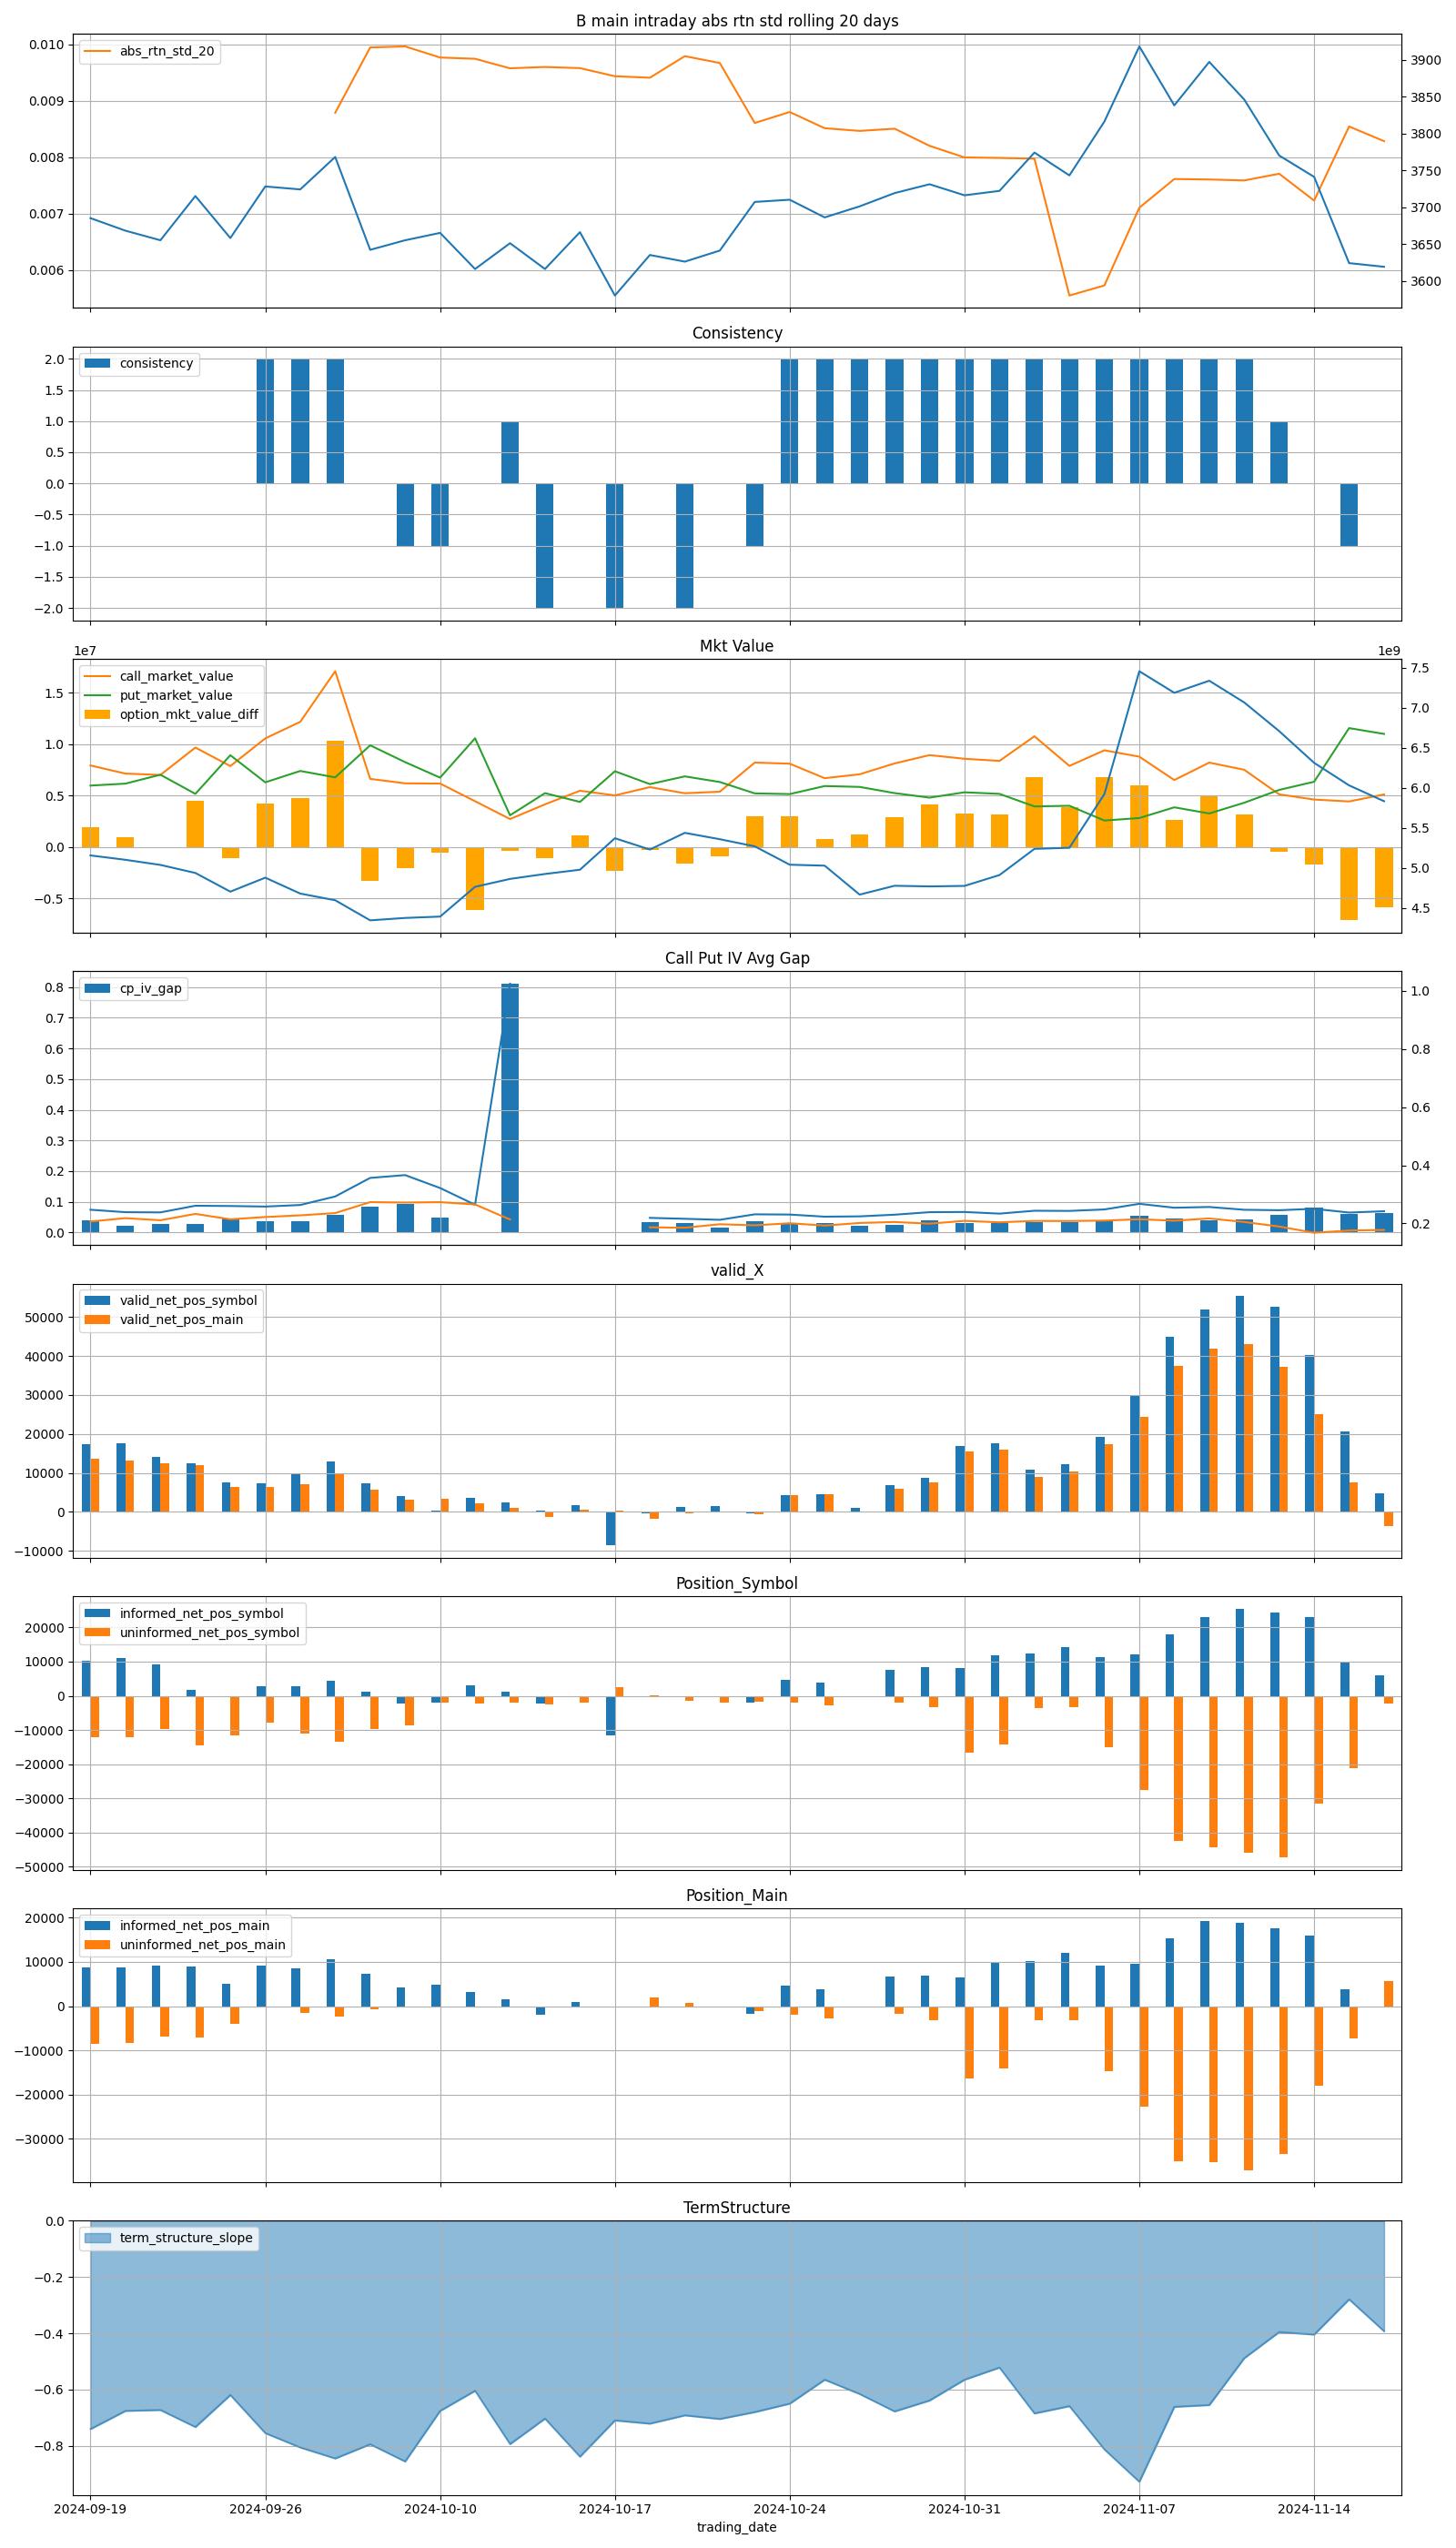 B main intraday abs rtn std rolling 20 days
abs_rtn_std_20
0.010
0.009
0.008
0.007
0.006
3900
3850
3800
3750
3700
3650
3600
Consistency
consistency
2.0
1.5
1.0
0.5
0.0
−0.5
−1.0
−1.5
−2.0
Mkt Value
1e7
1e9
call_market_value
put_market_value
option_mkt_value_diff
1.5
1.0
0.5
0.0
−0.5
7.5
7.0
6.5
6.0
5.5
5.0
4.5
Call Put IV Avg Gap
cp_iv_gap
0.8
0.7
0.6
0.5
0.4
0.3
0.2
0.1
0.0
1.0
0.8
0.6
0.4
0.2
valid_X
valid_net_pos_symbol
valid_net_pos_main
50000
40000
30000
20000
10000
0
−10000
Position_Symbol
informed_net_pos_symbol
uninformed_net_pos_symbol
20000
10000
0
−10000
−20000
−30000
−40000
−50000
Position_Main
informed_net_pos_main
uninformed_net_pos_main
20000
10000
0
−10000
−20000
−30000
TermStructure
term_structure_slope
0.0
−0.2
−0.4
−0.6
−0.8
2024-09-19 2024-09-26 2024-10-10 2024-10-17 2024-10-24 2024-10-31 2024-11-07 2024-11-14
trading_date